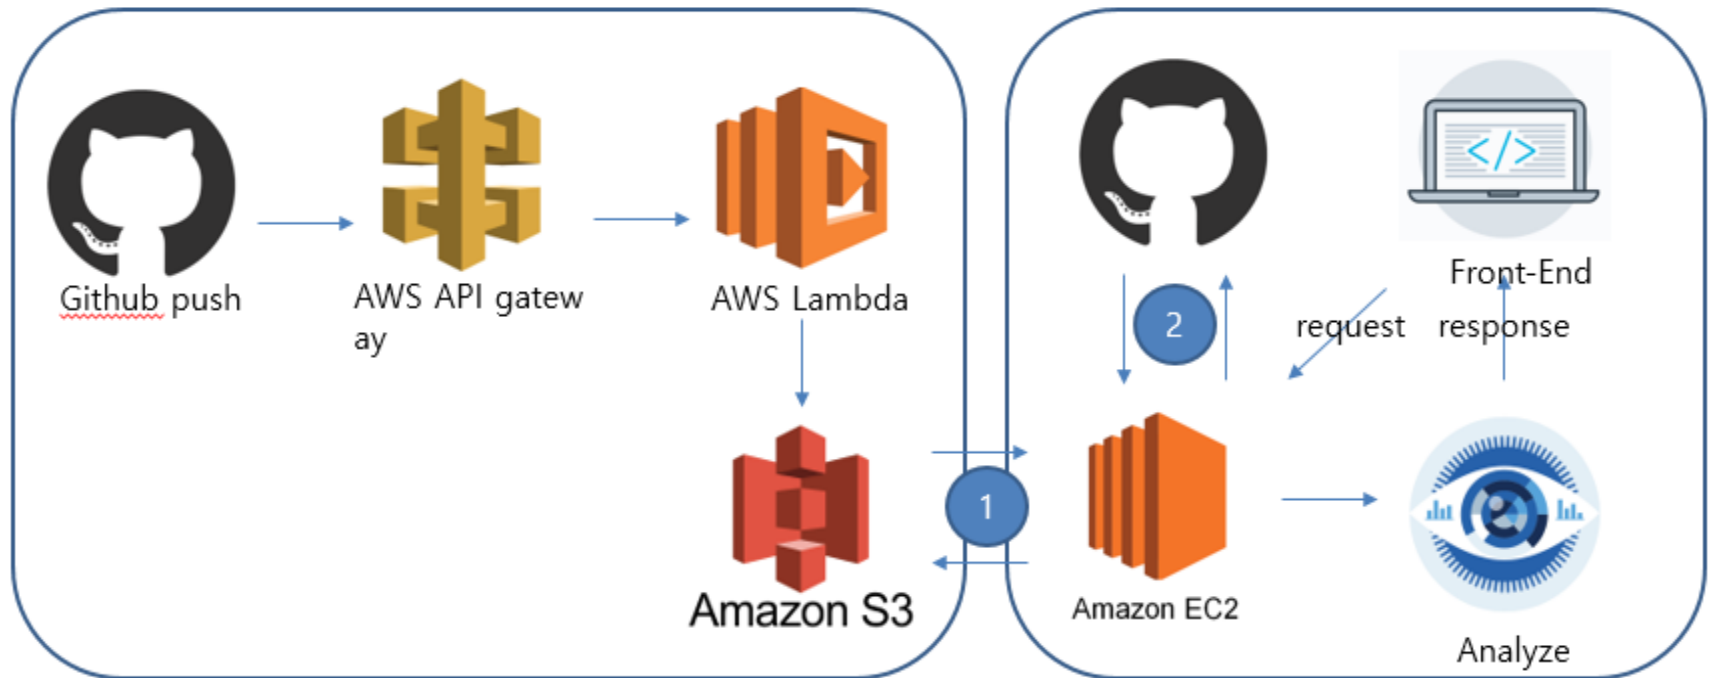 Github push
AWS API gatew
ay
AWS Lambda
Amazon S3
1
2
</>
Front-End
request
response
Amazon EC2
Analyze